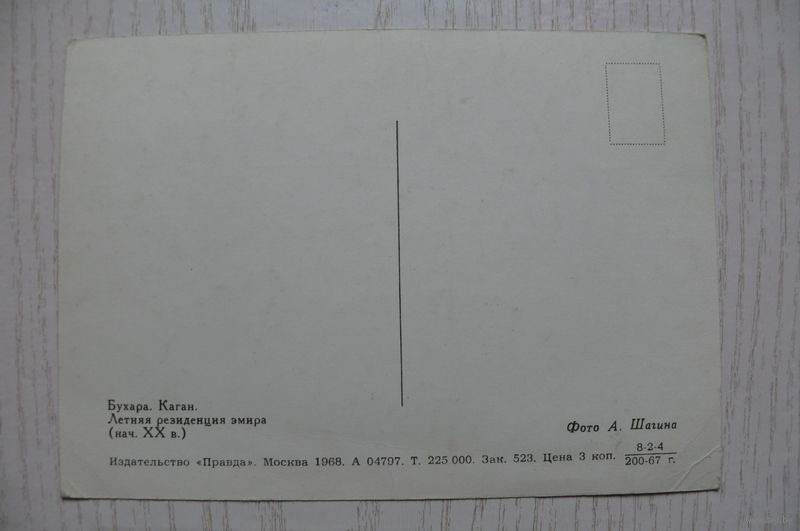 Бухара. Каган.
Летняя резиденция эмира
(нач. XX в.)
Фото А. Шагина
Издательство «Правда». Москва 1968. А 04797. Т. 225 000. Зак. 523. Цена 3 коп. 8-2-4
200-67 г.